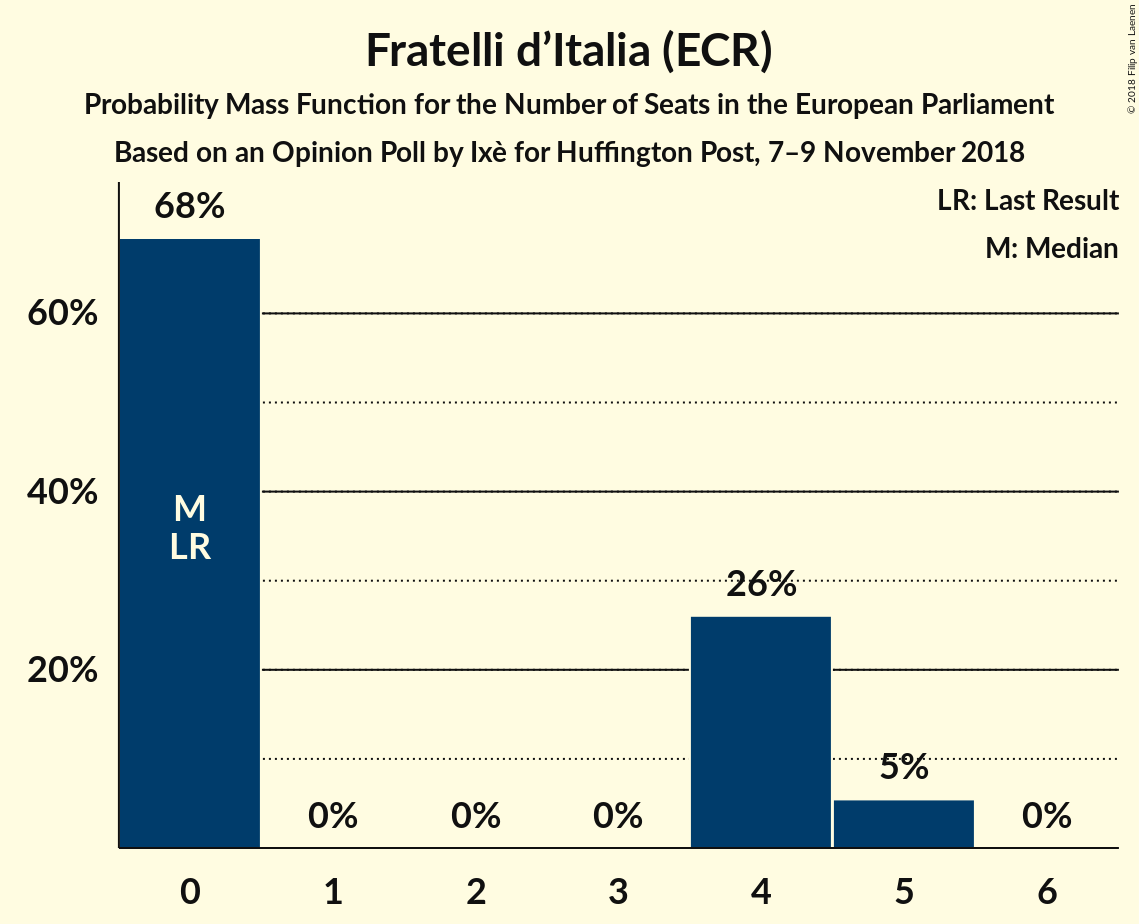 Fratelli d’Italia (ECR)
Probability Mass Function for the Number of Seats in the European Parliament
Based on an Opinion Poll by Ixè for Huffington Post, 7–9 November 2018
© 2018 Filip van Laenen
LR: Last Result
M: Median
68%
60%
40%
20%
M
LR
0%
0%
0%
26%
5%
0%
0
1
2
3
4
5
6